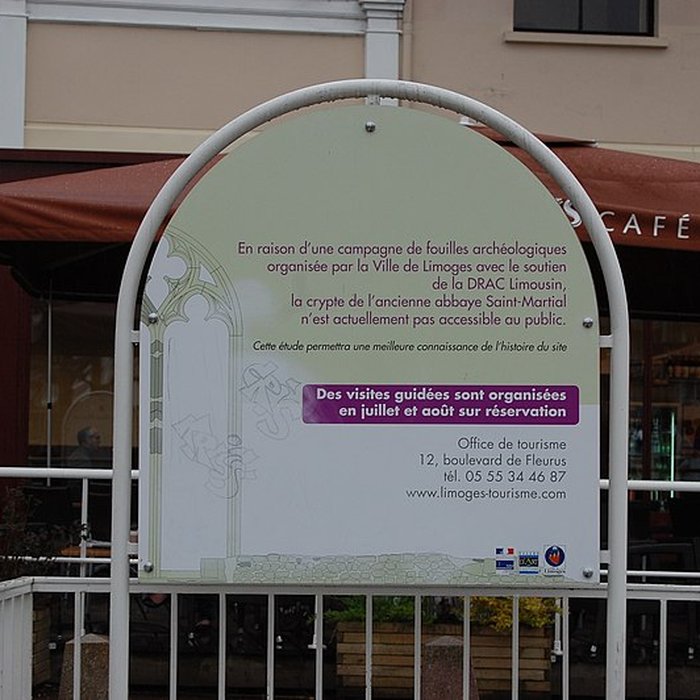 CAFÉ
En raison d'une campagne de fouilles archéologiques
organisée par la Ville de Limoges avec le soutien
de la DRAC Limousin,
la crypte de l'ancienne abbaye Saint-Martial
n'est actuellement pas accessible au public.
Cette étude permettra une meilleure connaissance de l'histoire du site
Des visites guidées sont organisées
en juillet et août sur réservation
Office de tourisme
12, boulevard de Fleurus
tél. 05 55 34 46 87
www.limoges-tourisme.com